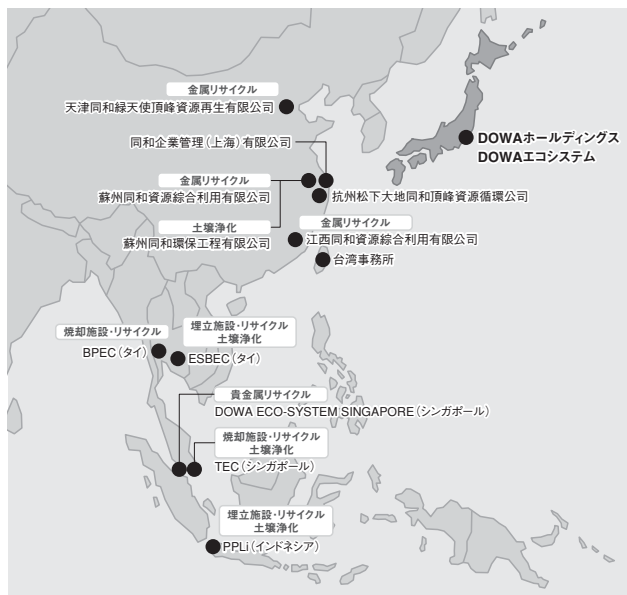 金属リサイクル
天津同和緑天使頂峰資源再生有限公司
同和企業管理（上海）有限公司
DOWAホールディングス
DOWAエコシステム
金属リサイクル
蘇州同和資源綜合利用有限公司
杭州松下大地同和頂峰資源循環公司
土壌浄化
蘇州同和環保工程有限公司
金属リサイクル
江西同和資源綜合利用有限公司
台湾事務所
焼却施設・リサイクル
BPEC（タイ）
埋立施設・リサイクル
土壌浄化
ESBEC（タイ）
貴金属リサイクル
DOWA ECO-SYSTEM SINGAPORE（シンガポール）
焼却施設・リサイクル
土壌浄化
TEC（シンガポール）
埋立施設・リサイクル
土壌浄化
PPLi（インドネシア）